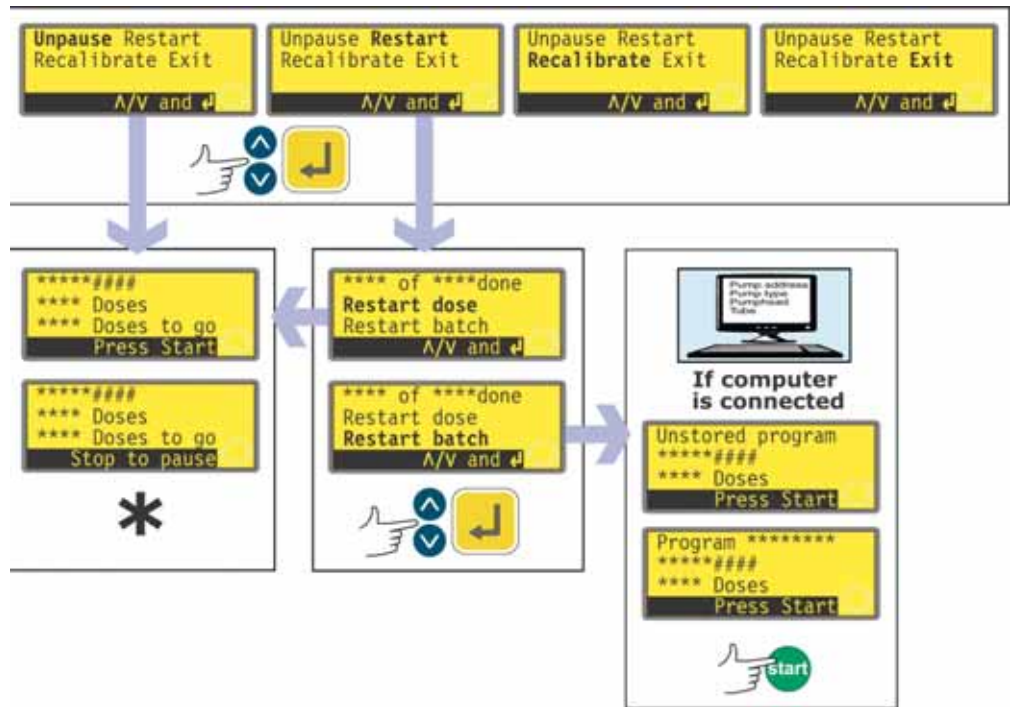 Unpause Restart
Recalibrate Exit
∧/∨ and ↵
Unpause Restart
Recalibrate Exit
∧/∨ and ↵
Unpause Restart
Recalibrate Exit
∧/∨ and ↵
Unpause Restart
Recalibrate Exit
∧/∨ and ↵
*****####
**** Doses
**** Doses to go
Press Start
*****####
**** Doses
**** Doses to go
Stop to pause
*
**** of ****done
Restart dose
Restart batch
∧/∨ and ↵
**** of ****done
Restart dose
Restart batch
∧/∨ and ↵
Pump address
Pump type
Pumphead
Tube
If computer
is connected
Unstored program
*****####
**** Doses
Press Start
Program ********
*****####
**** Doses
Press Start
start